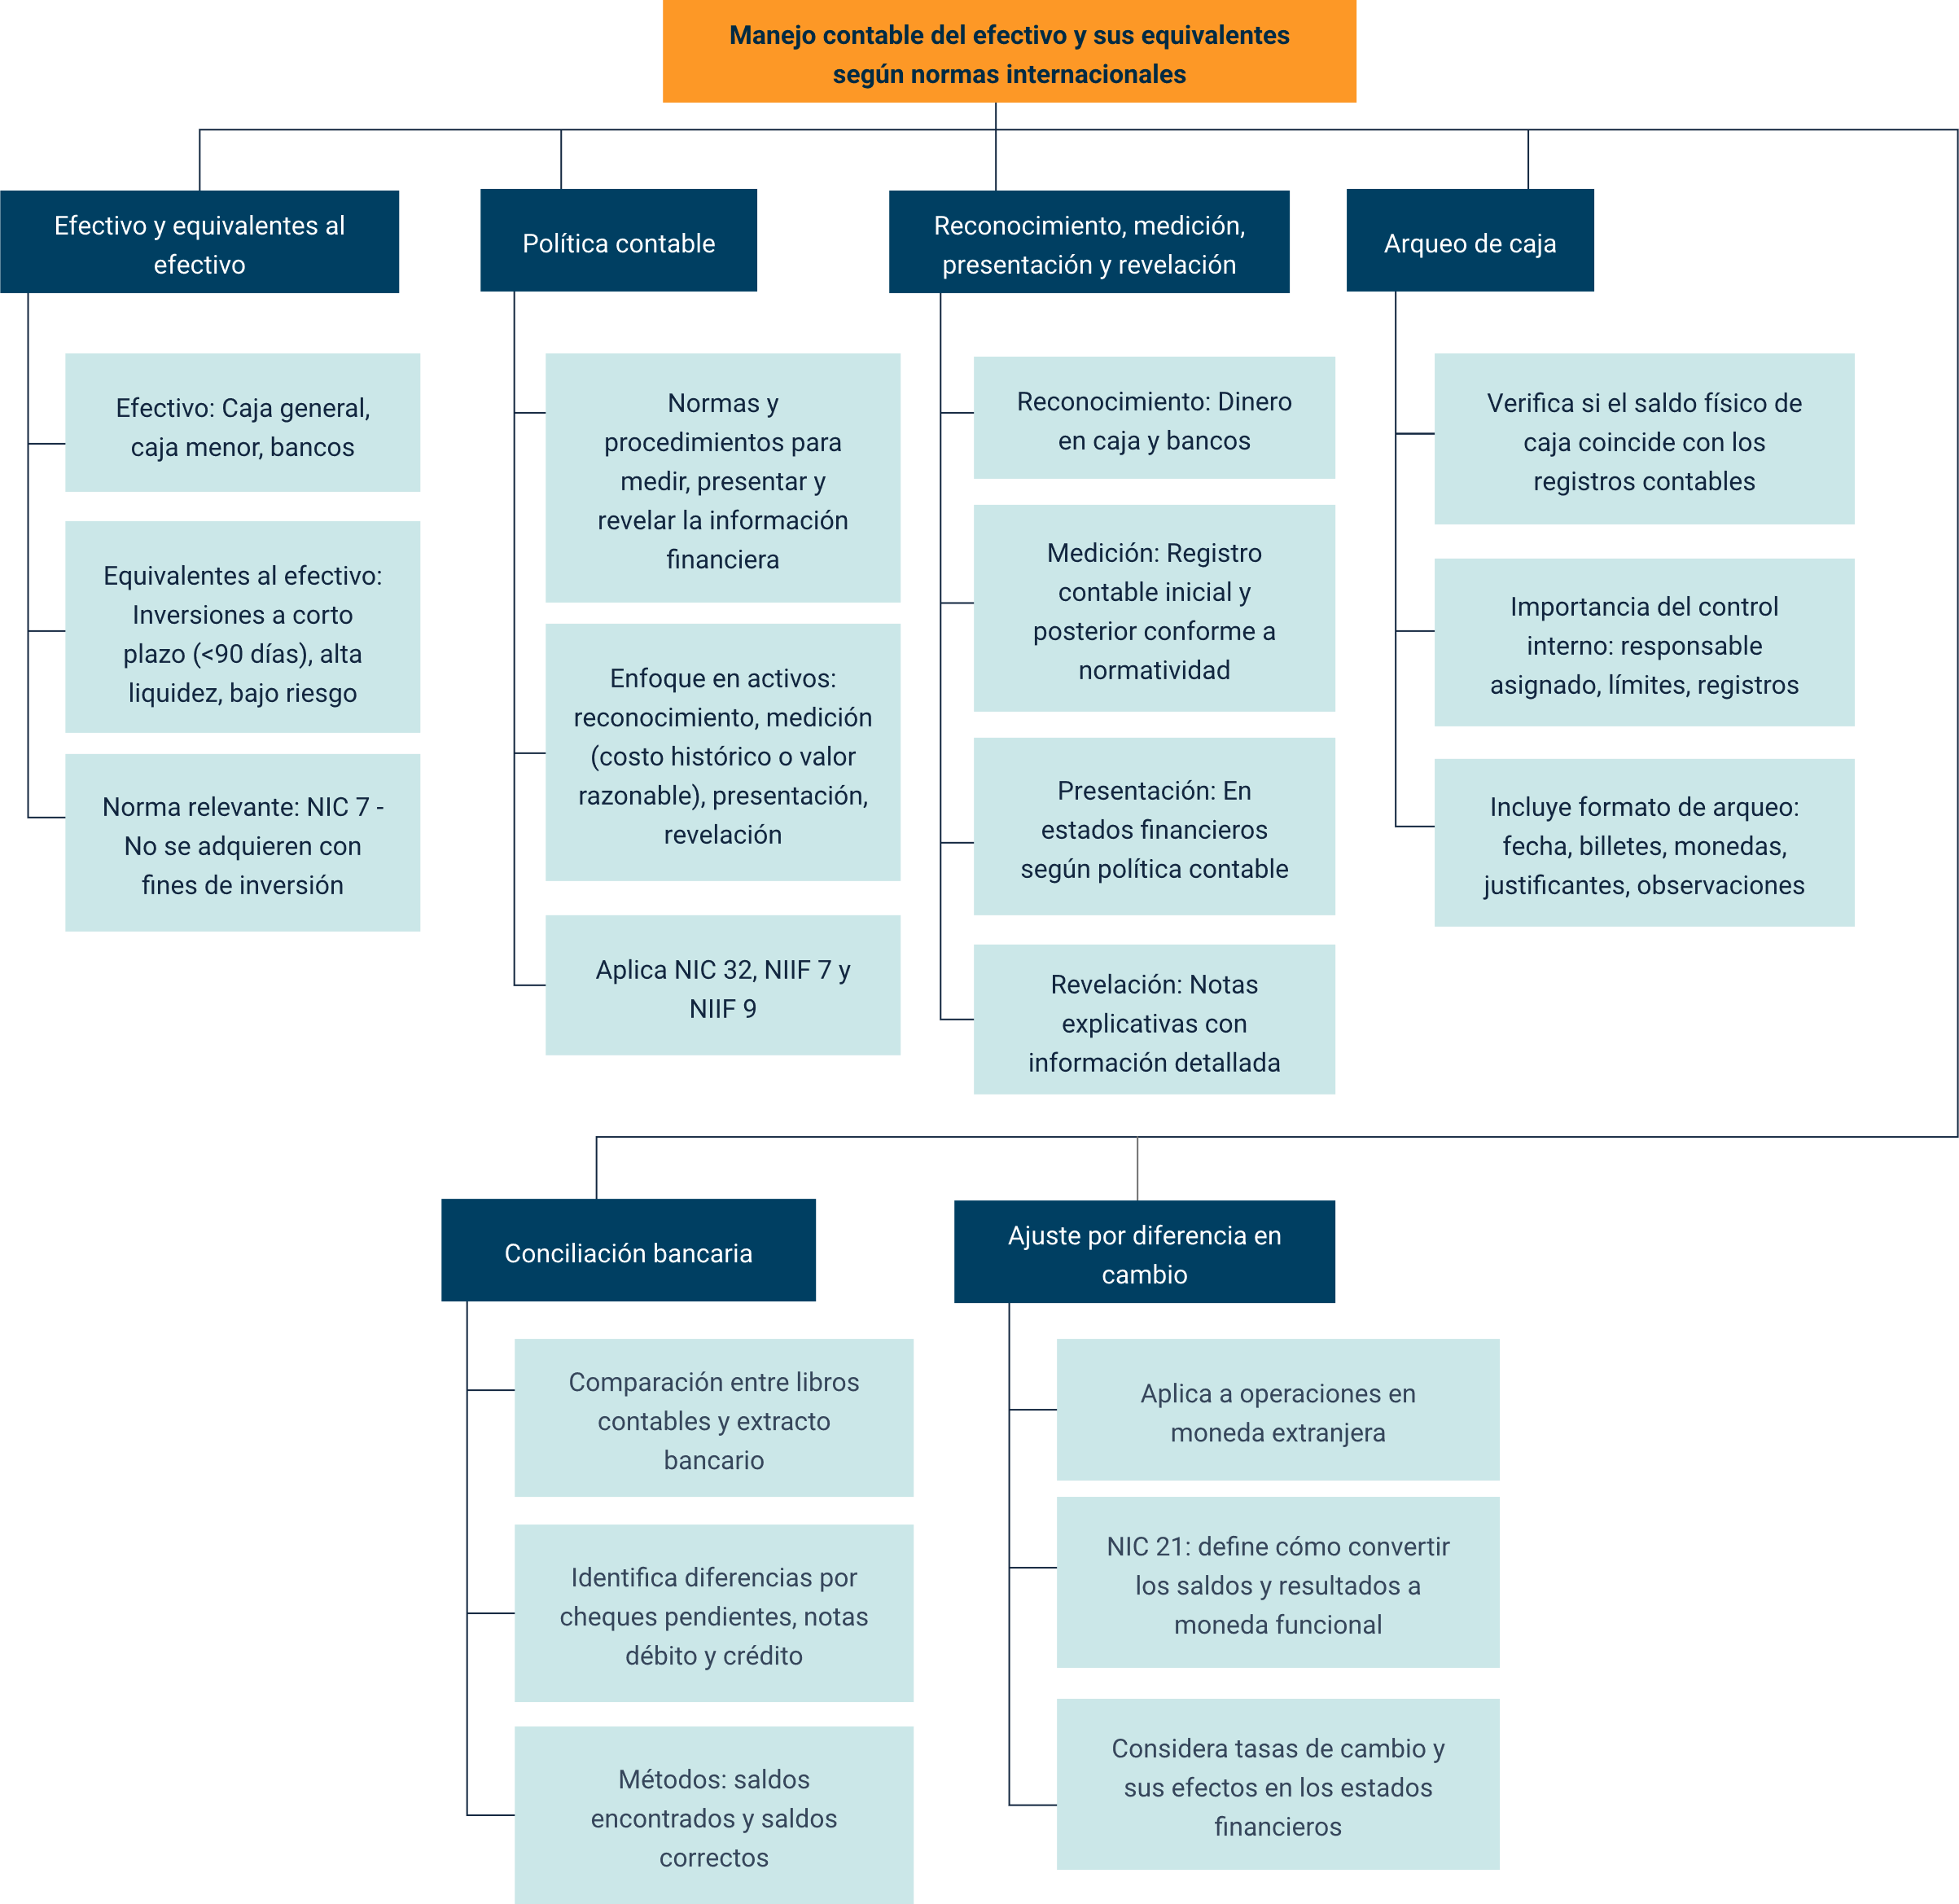 Manejo contable del efectivo y sus equivalentes
según normas internacionales
Efectivo y equivalentes al
efectivo
Efectivo: Caja general,
caja menor, bancos
Equivalentes al efectivo:
Inversiones a corto
plazo (<90 días), alta
liquidez, bajo riesgo
Norma relevante: NIC 7 -
No se adquieren con
fines de inversión
Política contable
Normas y
procedimientos para
medir, presentar y
revelar la información
financiera
Enfoque en activos:
reconocimiento, medición
(costo histórico o valor
razonable), presentación,
revelación
Aplica NIC 32, NIIF 7 y
NIIF 9
Reconocimiento, medición,
presentación y revelación
Reconocimiento: Dinero
en caja y bancos
Medición: Registro
contable inicial y
posterior conforme a
normatividad
Presentación: En
estados financieros
según política contable
Revelación: Notas
explicativas con
información detallada
Arqueo de caja
Verifica si el saldo físico de
caja coincide con los
registros contables
Importancia del control
interno: responsable
asignado, límites, registros
Incluye formato de arqueo:
fecha, billetes, monedas,
justificantes, observaciones
Conciliación bancaria
Comparación entre libros
contables y extracto
bancario
Identifica diferencias por
cheques pendientes, notas
débito y crédito
Métodos: saldos
encontrados y saldos
correctos
Ajuste por diferencia en
cambio
Aplica a operaciones en
moneda extranjera
NIC 21: define cómo convertir
los saldos y resultados a
moneda funcional
Considera tasas de cambio y
sus efectos en los estados
financieros